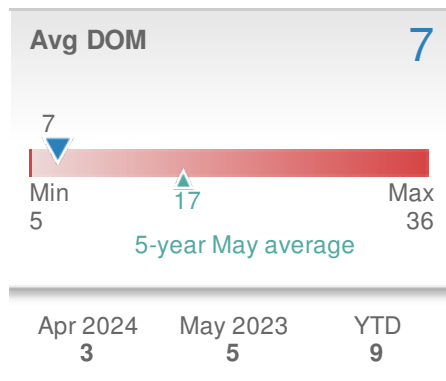 Avg DOM 7
7
Min Max
5 17 36
5-year May average
Apr 2024 May 2023 YTD
3 5 9